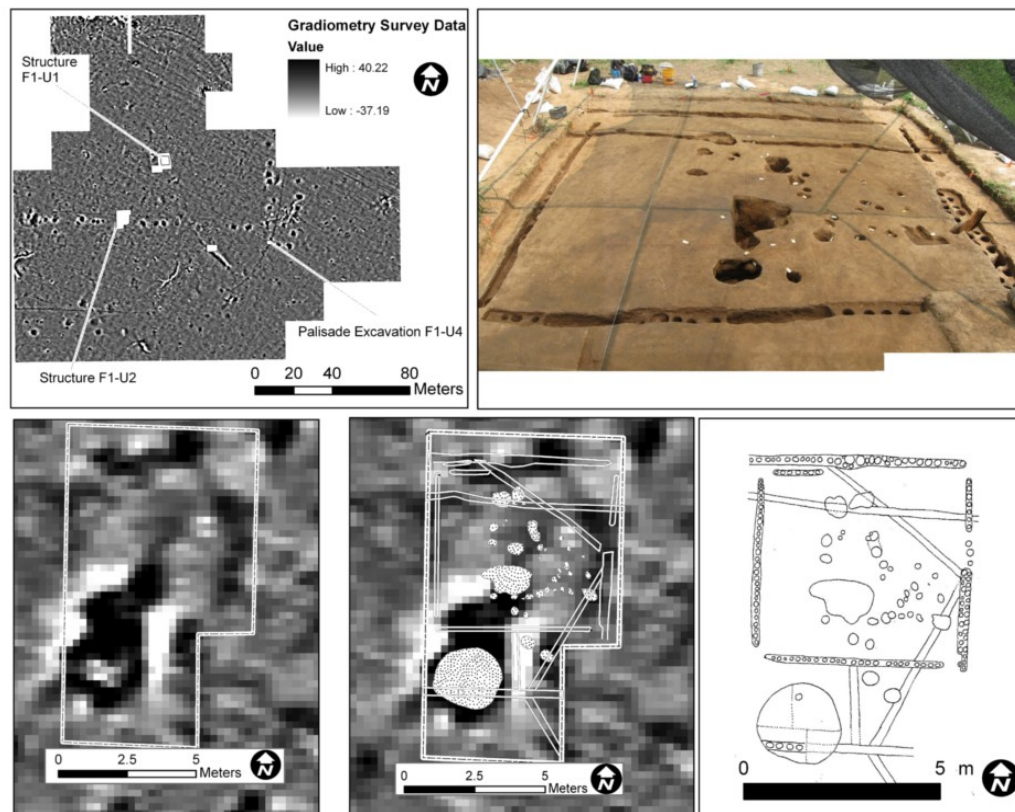 Gradiometry Survey Data
Value
High : 40.22
Low : -37.19
N
Structure
F1-U1
Palisade Excavation F1-U4
Structure F1-U2
0 20 40 80
Meters
0 2.5 5
Meters
N
0 2.5 5
Meters
N
0 5 m
N